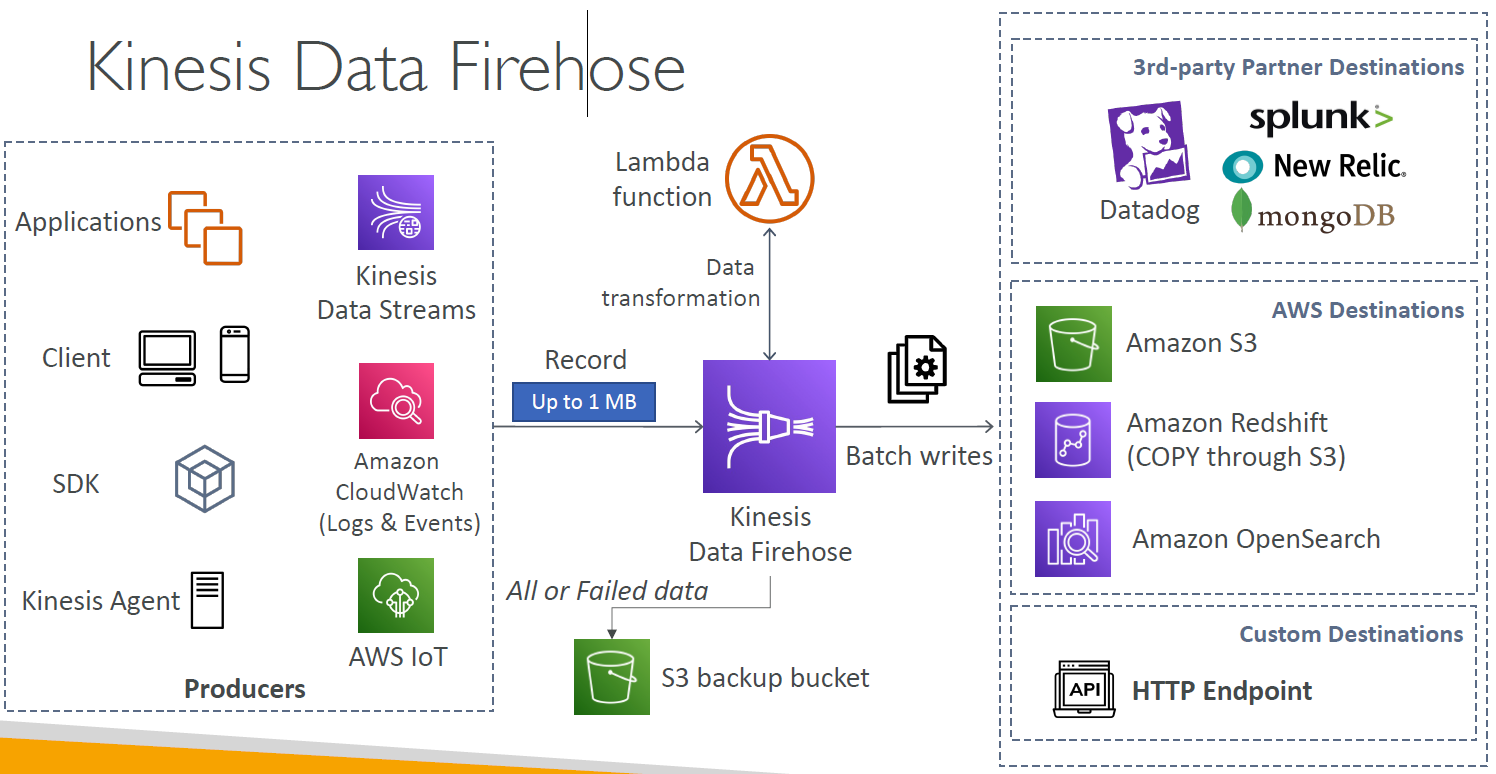 Kinesis Data Firehose
Applications
Kinesis
Data Streams
Client
Amazon
CloudWatch
(Logs & Events)
SDK
Kinesis Agent
AWS IoT
Producers
Lambda
function
Data
transformation
Record
Up to 1 MB
Kinesis
Data Firehose
Batch writes
All or Failed data
S3 backup bucket
3rd-party Partner Destinations
Datadog
splunk>
New Relic®
mongoDB
AWS Destinations
Amazon S3
Amazon Redshift
(COPY through S3)
Amazon OpenSearch
Custom Destinations
API
HTTP Endpoint